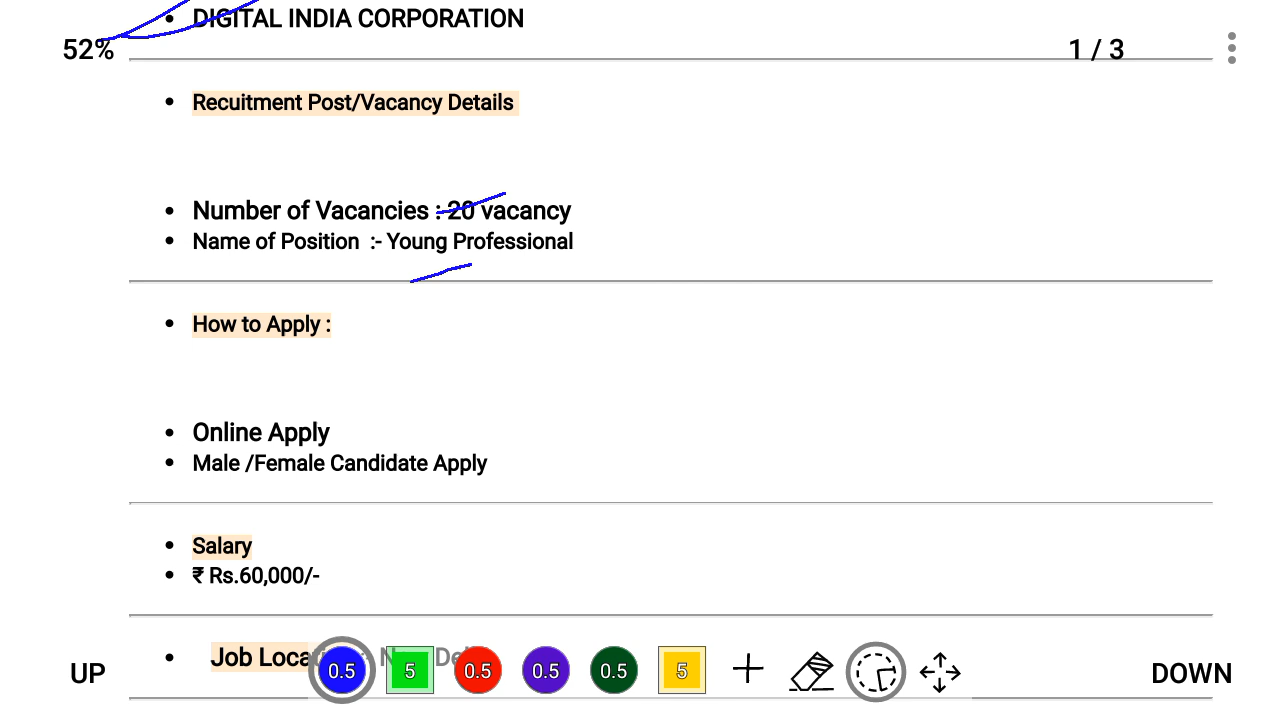 DIGITAL INDIA CORPORATION
52%
1 / 3
Recuitment Post/Vacancy Details
Number of Vacancies : 20 vacancy
Name of Position :- Young Professional
How to Apply :
Online Apply
Male /Female Candidate Apply
Salary
₹ Rs.60,000/-
Job Loca
UP
0.5
5
0.5
0.5
0.5
5
DOWN